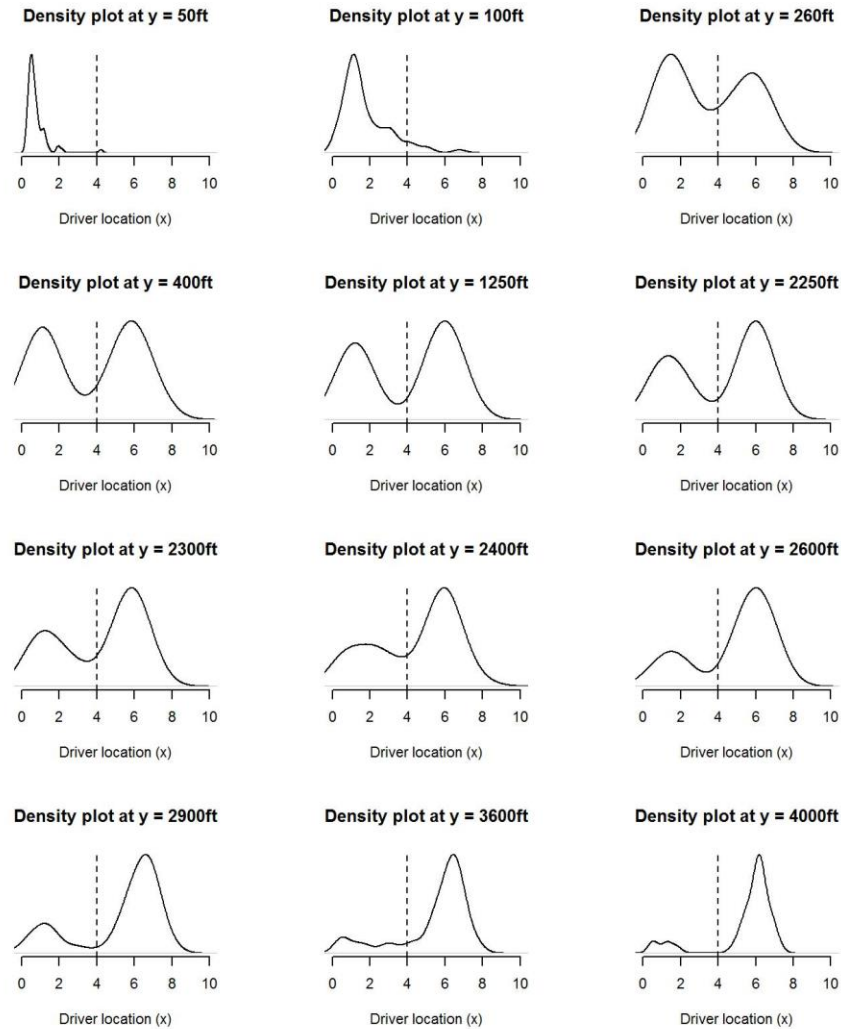 Density plot at y = 50ft
Density plot at y = 100ft
Density plot at y = 260ft
0 2 4 6 8 10
0 2 4 6 8 10
0 2 4 6 8 10
Driver location (x)
Driver location (x)
Driver location (x)
Density plot at y = 400ft
Density plot at y = 1250ft
Density plot at y = 2250ft
0 2 4 6 8 10
0 2 4 6 8 10
0 2 4 6 8 10
Driver location (x)
Driver location (x)
Driver location (x)
Density plot at y = 2300ft
Density plot at y = 2400ft
Density plot at y = 2600ft
0 2 4 6 8 10
0 2 4 6 8 10
0 2 4 6 8 10
Driver location (x)
Driver location (x)
Driver location (x)
Density plot at y = 2900ft
Density plot at y = 3600ft
Density plot at y = 4000ft
0 2 4 6 8 10
0 2 4 6 8 10
0 2 4 6 8 10
Driver location (x)
Driver location (x)
Driver location (x)